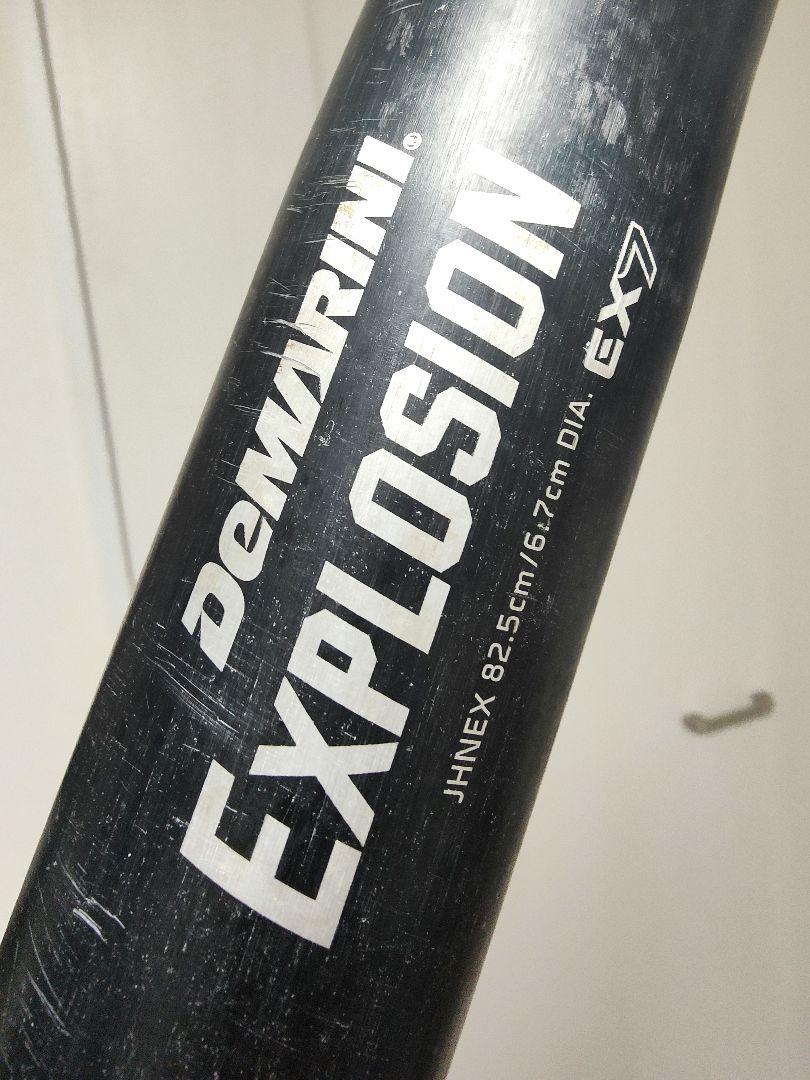 DeMARINI®
EXPLOSION
JHNEX 82.5cm/6.7cm DIA. EX7